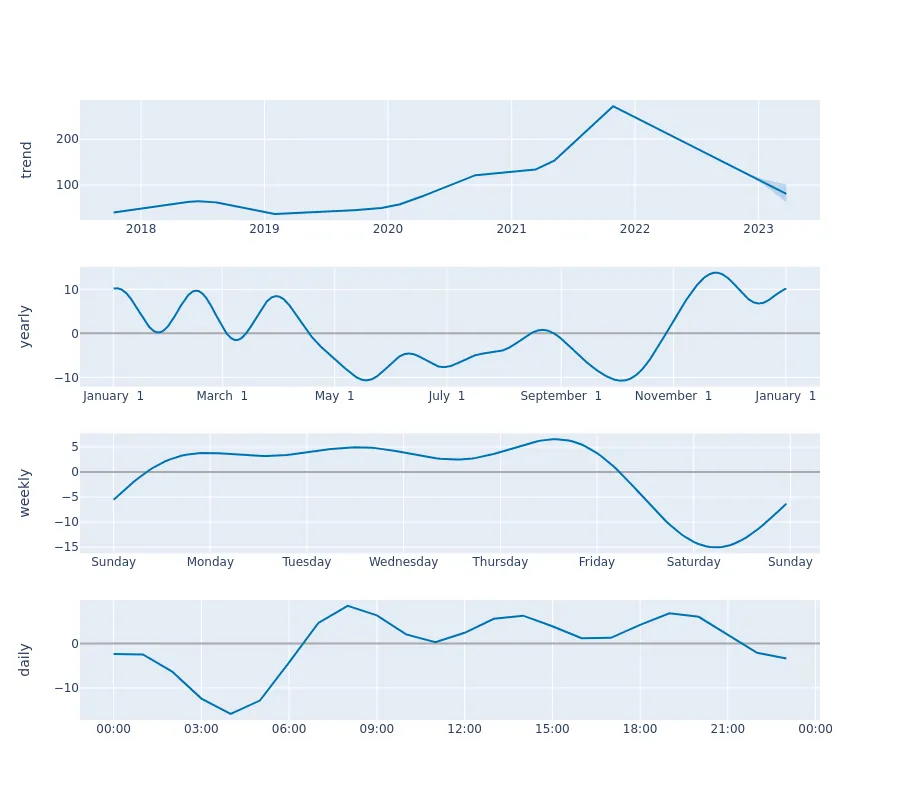 trend
200
100
2018 2019 2020 2021 2022 2023
yearly
10
0
−10
January 1 March 1 May 1 July 1 September 1 November 1 January 1
weekly
5
0
−5
−10
−15
Sunday Monday Tuesday Wednesday Thursday Friday Saturday Sunday
daily
0
−10
00:00 03:00 06:00 09:00 12:00 15:00 18:00 21:00 00:00